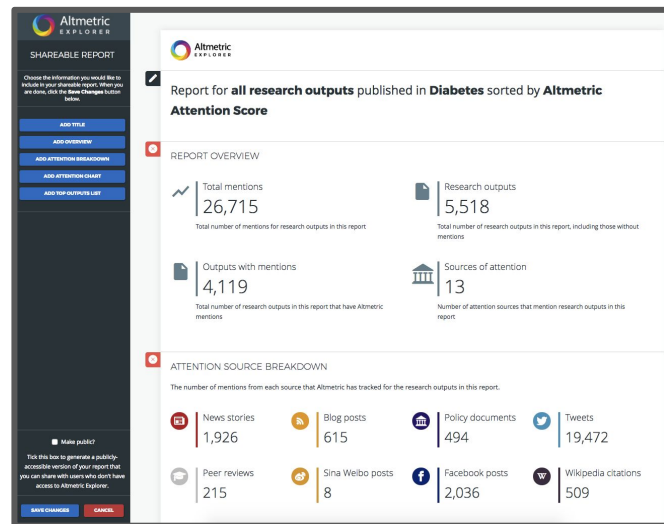 Altmetric
EXPLORER
SHAREABLE REPORT
Choose the information you would like to
include in your shareable report. When you
are done, click the Save Changes button
below.
ADD TITLE
ADD OVERVIEW
ADD ATTENTION BREAKDOWN
ADD ATTENTION CHART
ADD TOP OUTPUTS LIST
Make public?
Tick this box to generate a publicly-
accessible version of your report that
you can share with users who don't have
access to Altmetric Explorer.
SAVE CHANGES CANCEL
Altmetric
EXPLORER
Report for all research outputs published in Diabetes sorted by Altmetric
Attention Score
REPORT OVERVIEW
Total mentions
26,715
Total number of mentions for research outputs in this report
Research outputs
5,518
Total number of research outputs in this report, including those without
mentions
Outputs with mentions
4,119
Total number of research outputs in this report that have Altmetric
mentions
Sources of attention
13
Number of attention sources that mention research outputs in this
report
ATTENTION SOURCE BREAKDOWN
The number of mentions from each source that Altmetric has tracked for the research outputs in this report.
News stories
1,926
Blog posts
615
Policy documents
494
Tweets
19,472
Peer reviews
215
Sina Weibo posts
8
Facebook posts
2,036
Wikipedia citations
509